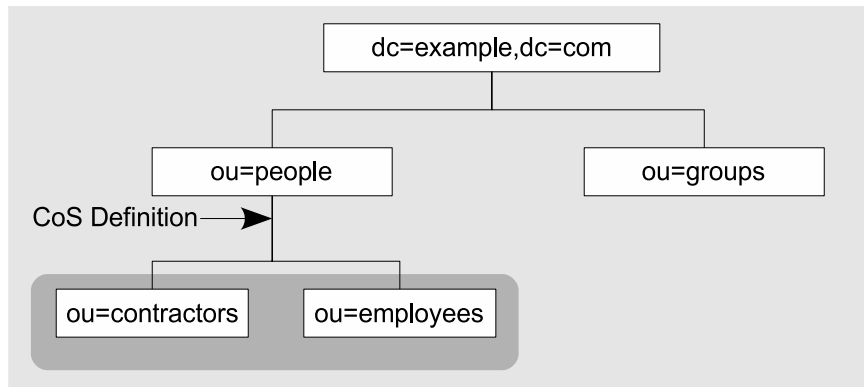 dc=example,dc=com
ou=people
ou=groups
CoS Definition
ou=contractors
ou=employees